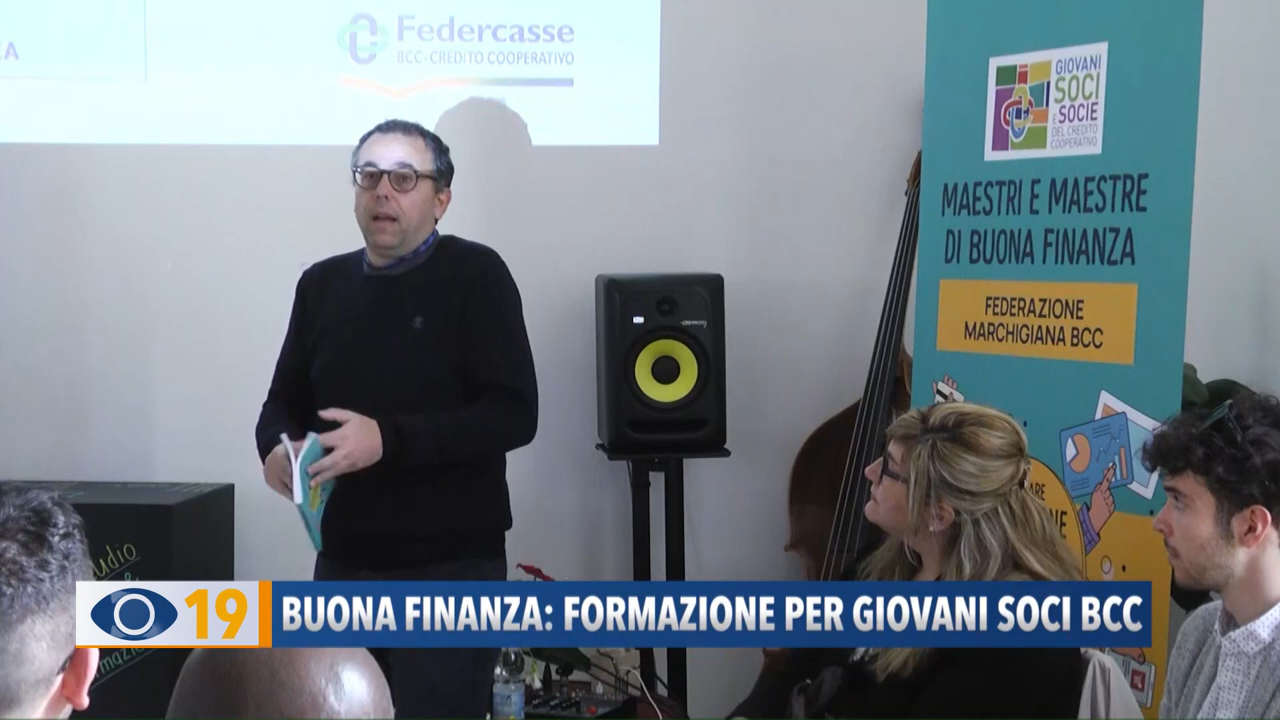 Federcasse
BCC - CREDITO COOPERATIVO
GIOVANI
SOCI
E SOCIE
DEL CREDITO
COOPERATIVO
MAESTRI E MAESTRE
DI BUONA FINANZA
FEDERAZIONE
MARCHIGIANA BCC
19
BUONA FINANZA: FORMAZIONE PER GIOVANI SOCI BCC